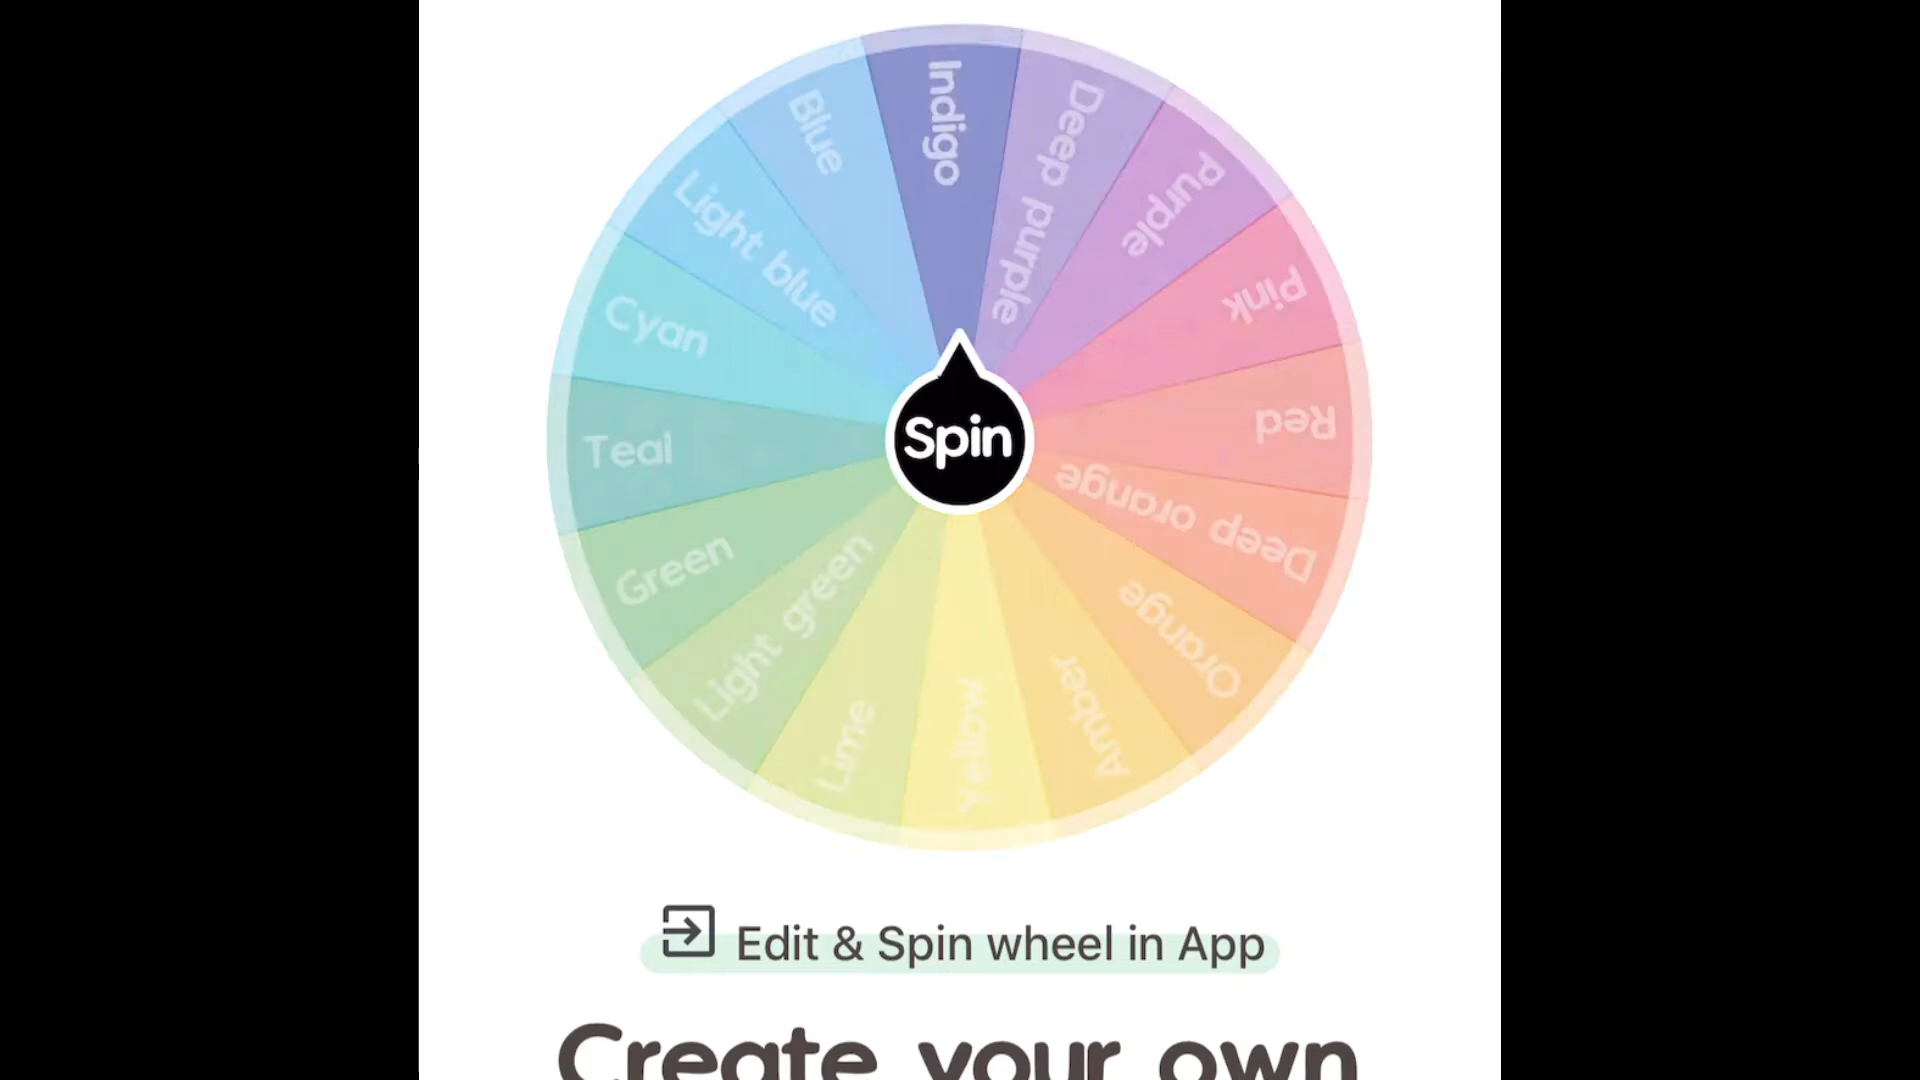 Indigo
Deep purple
Purple
Pink
Red
Deep orange
Orange
Amber
Yellow
Lime
Light green
Green
Teal
Cyan
Light blue
Blue
Spin
Edit & Spin wheel in App
Create your own